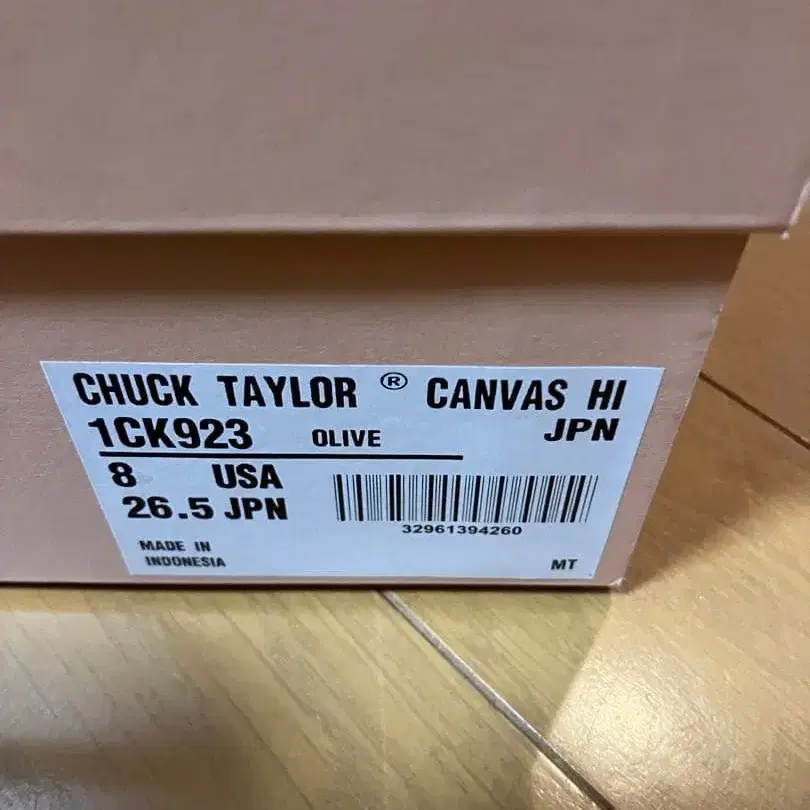 CHUCK TAYLOR ® CANVAS HI
1CK923 OLIVE JPN
8 USA
26.5 JPN
32961394260
MADE IN
INDONESIA
MT